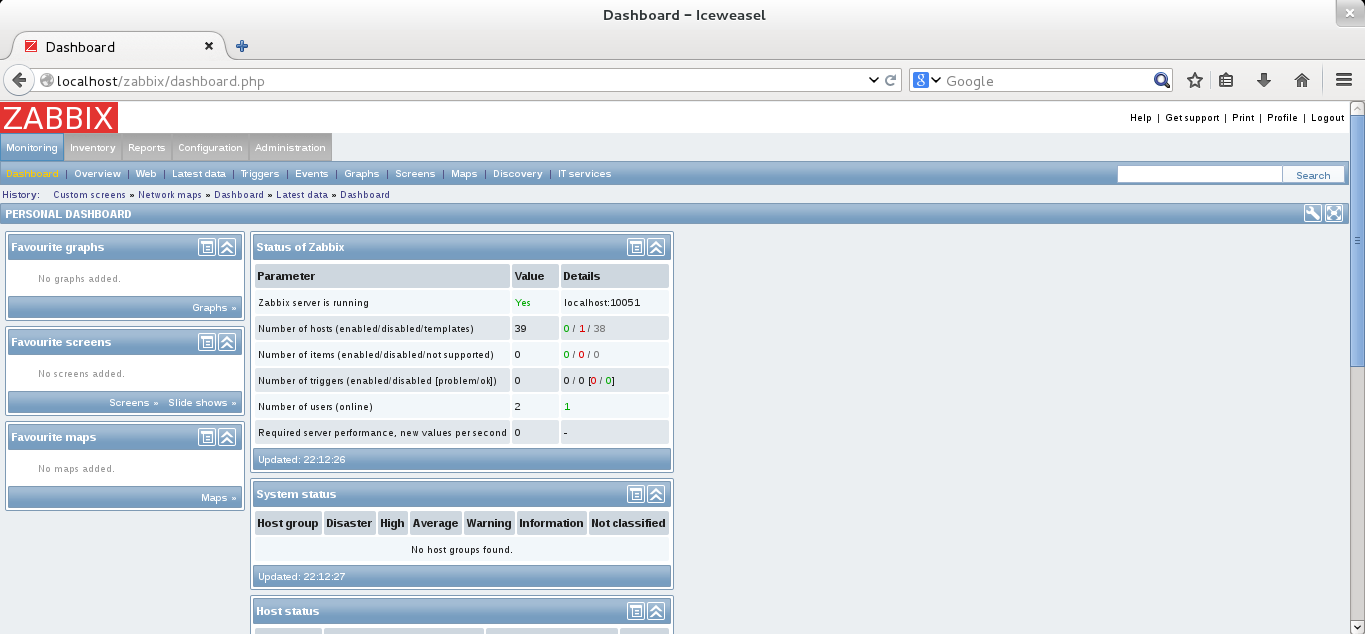 Dashboard - Iceweasel
Dashboard
localhost/zabbix/dashboard.php
8 Google
ZABBIX
Help | Get support | Print | Profile | Logout
Monitoring Inventory Reports Configuration Administration
Dashboard | Overview | Web | Latest data | Triggers | Events | Graphs | Screens | Maps | Discovery | IT services
Search
History: Custom screens » Network maps » Dashboard » Latest data » Dashboard
PERSONAL DASHBOARD
Favourite graphs
No graphs added.
Graphs »
Favourite screens
No screens added.
Screens » Slide shows »
Favourite maps
No maps added.
Maps »
Status of Zabbix
Parameter Value Details
Zabbix server is running Yes localhost:10051
Number of hosts (enabled/disabled/templates) 39 0 / 1 / 38
Number of items (enabled/disabled/not supported) 0 0 / 0 / 0
Number of triggers (enabled/disabled [problem/ok]) 0 0 / 0 [0 / 0]
Number of users (online) 2 1
Required server performance, new values per second 0 -
Updated: 22:12:26
System status
Host group Disaster High Average Warning Information Not classified
No host groups found.
Updated: 22:12:27
Host status